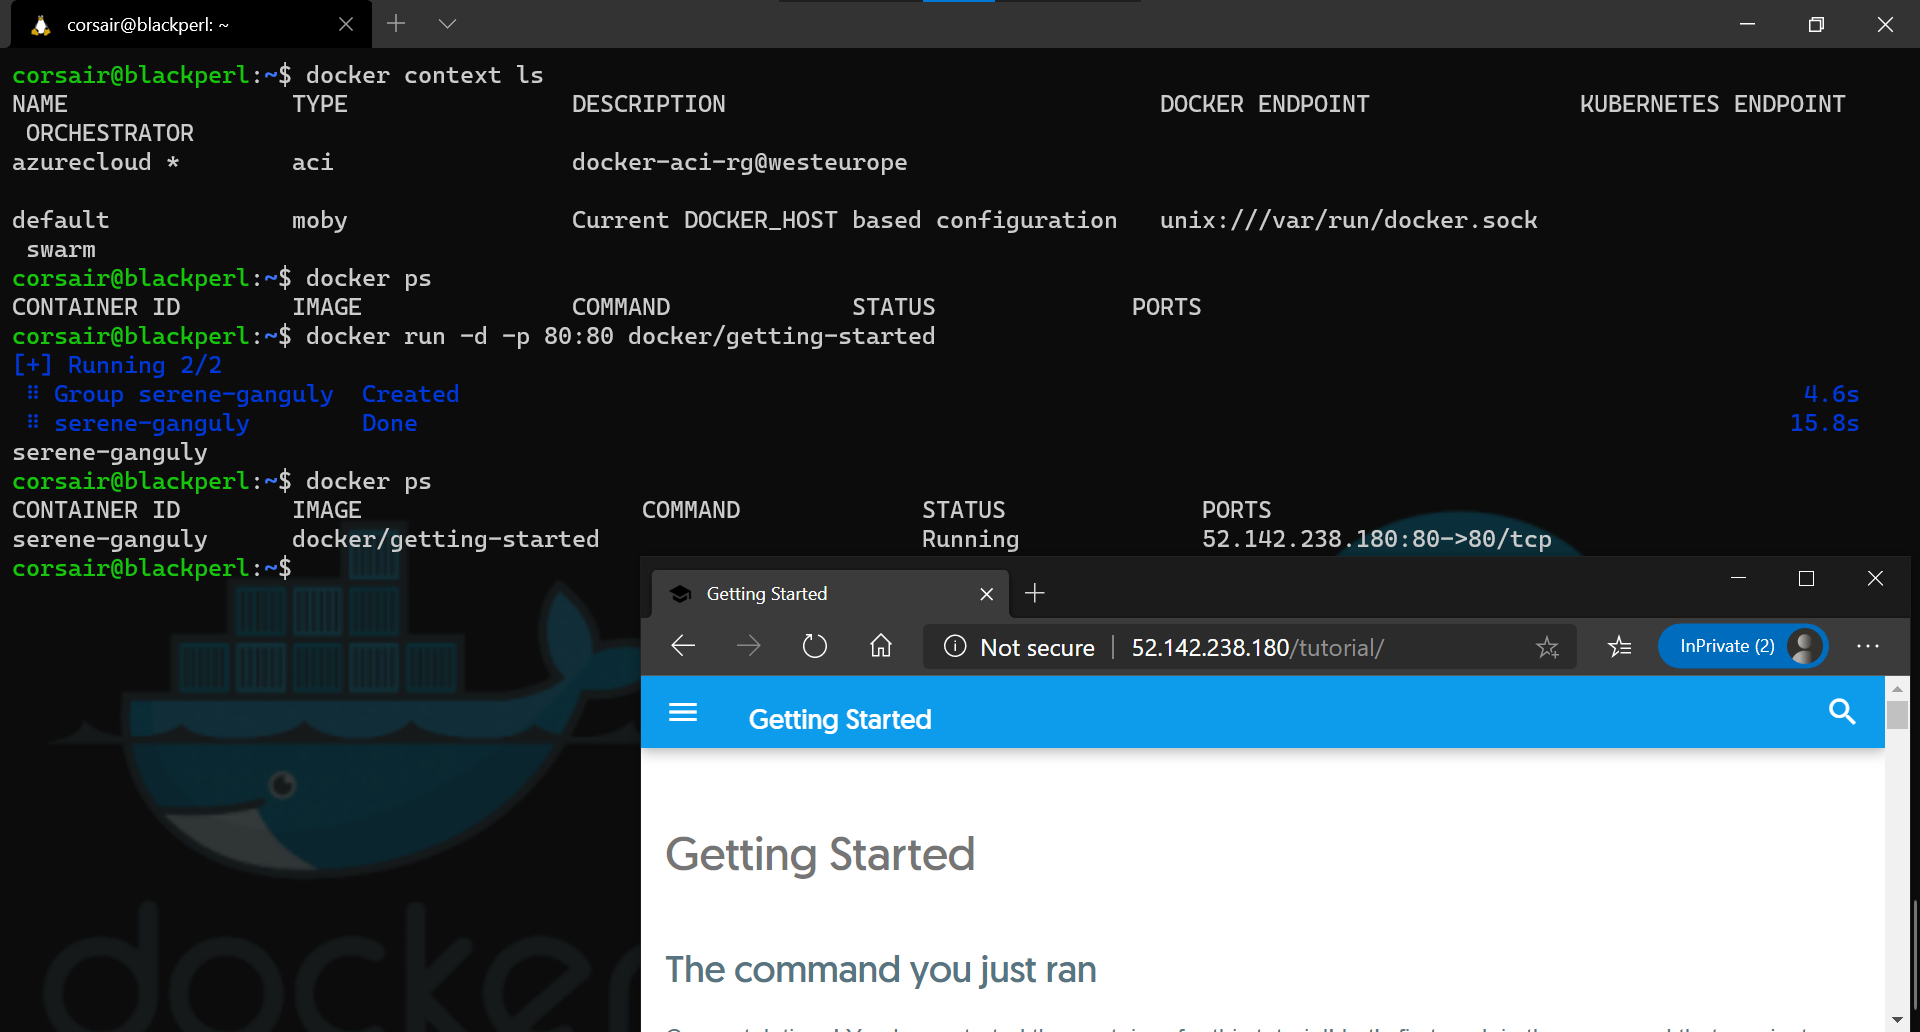 corsair@blackperl: ~
corsair@blackperl:~$ docker context ls
NAME TYPE DESCRIPTION DOCKER ENDPOINT KUBERNETES ENDPOINT
ORCHESTRATOR
azurecloud * aci docker-aci-rg@westeurope
default moby Current DOCKER_HOST based configuration unix:///var/run/docker.sock
swarm
corsair@blackperl:~$ docker ps
CONTAINER ID IMAGE COMMAND STATUS PORTS
corsair@blackperl:~$ docker run -d -p 80:80 docker/getting-started
[+] Running 2/2
⠿ Group serene-ganguly Created 4.6s
⠿ serene-ganguly Done 15.8s
serene-ganguly
corsair@blackperl:~$ docker ps
CONTAINER ID IMAGE COMMAND STATUS PORTS
serene-ganguly docker/getting-started Running 52.142.238.180:80->80/tcp
corsair@blackperl:~$
docker
Getting Started
Not secure 52.142.238.180/tutorial/ InPrivate (2)
Getting Started
Getting Started
The command you just ran